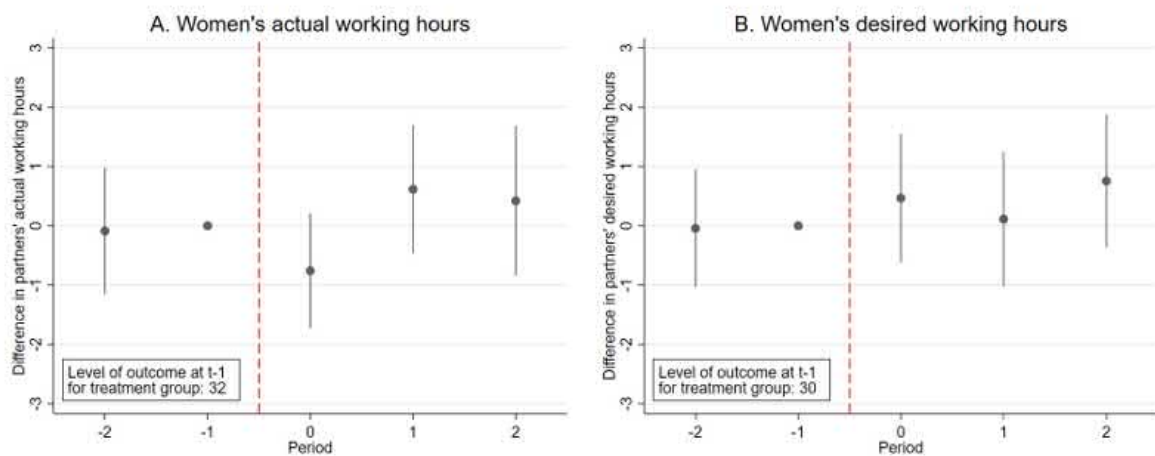 A. Women's actual working hours
Difference in partners' actual working hours
3
2
1
0
-1
-2
-3
Level of outcome at t-1
for treatment group: 32
-2
-1
0
1
2
Period
B. Women's desired working hours
Difference in partners' desired working hours
3
2
1
0
-1
-2
-3
Level of outcome at t-1
for treatment group: 30
-2
-1
0
1
2
Period